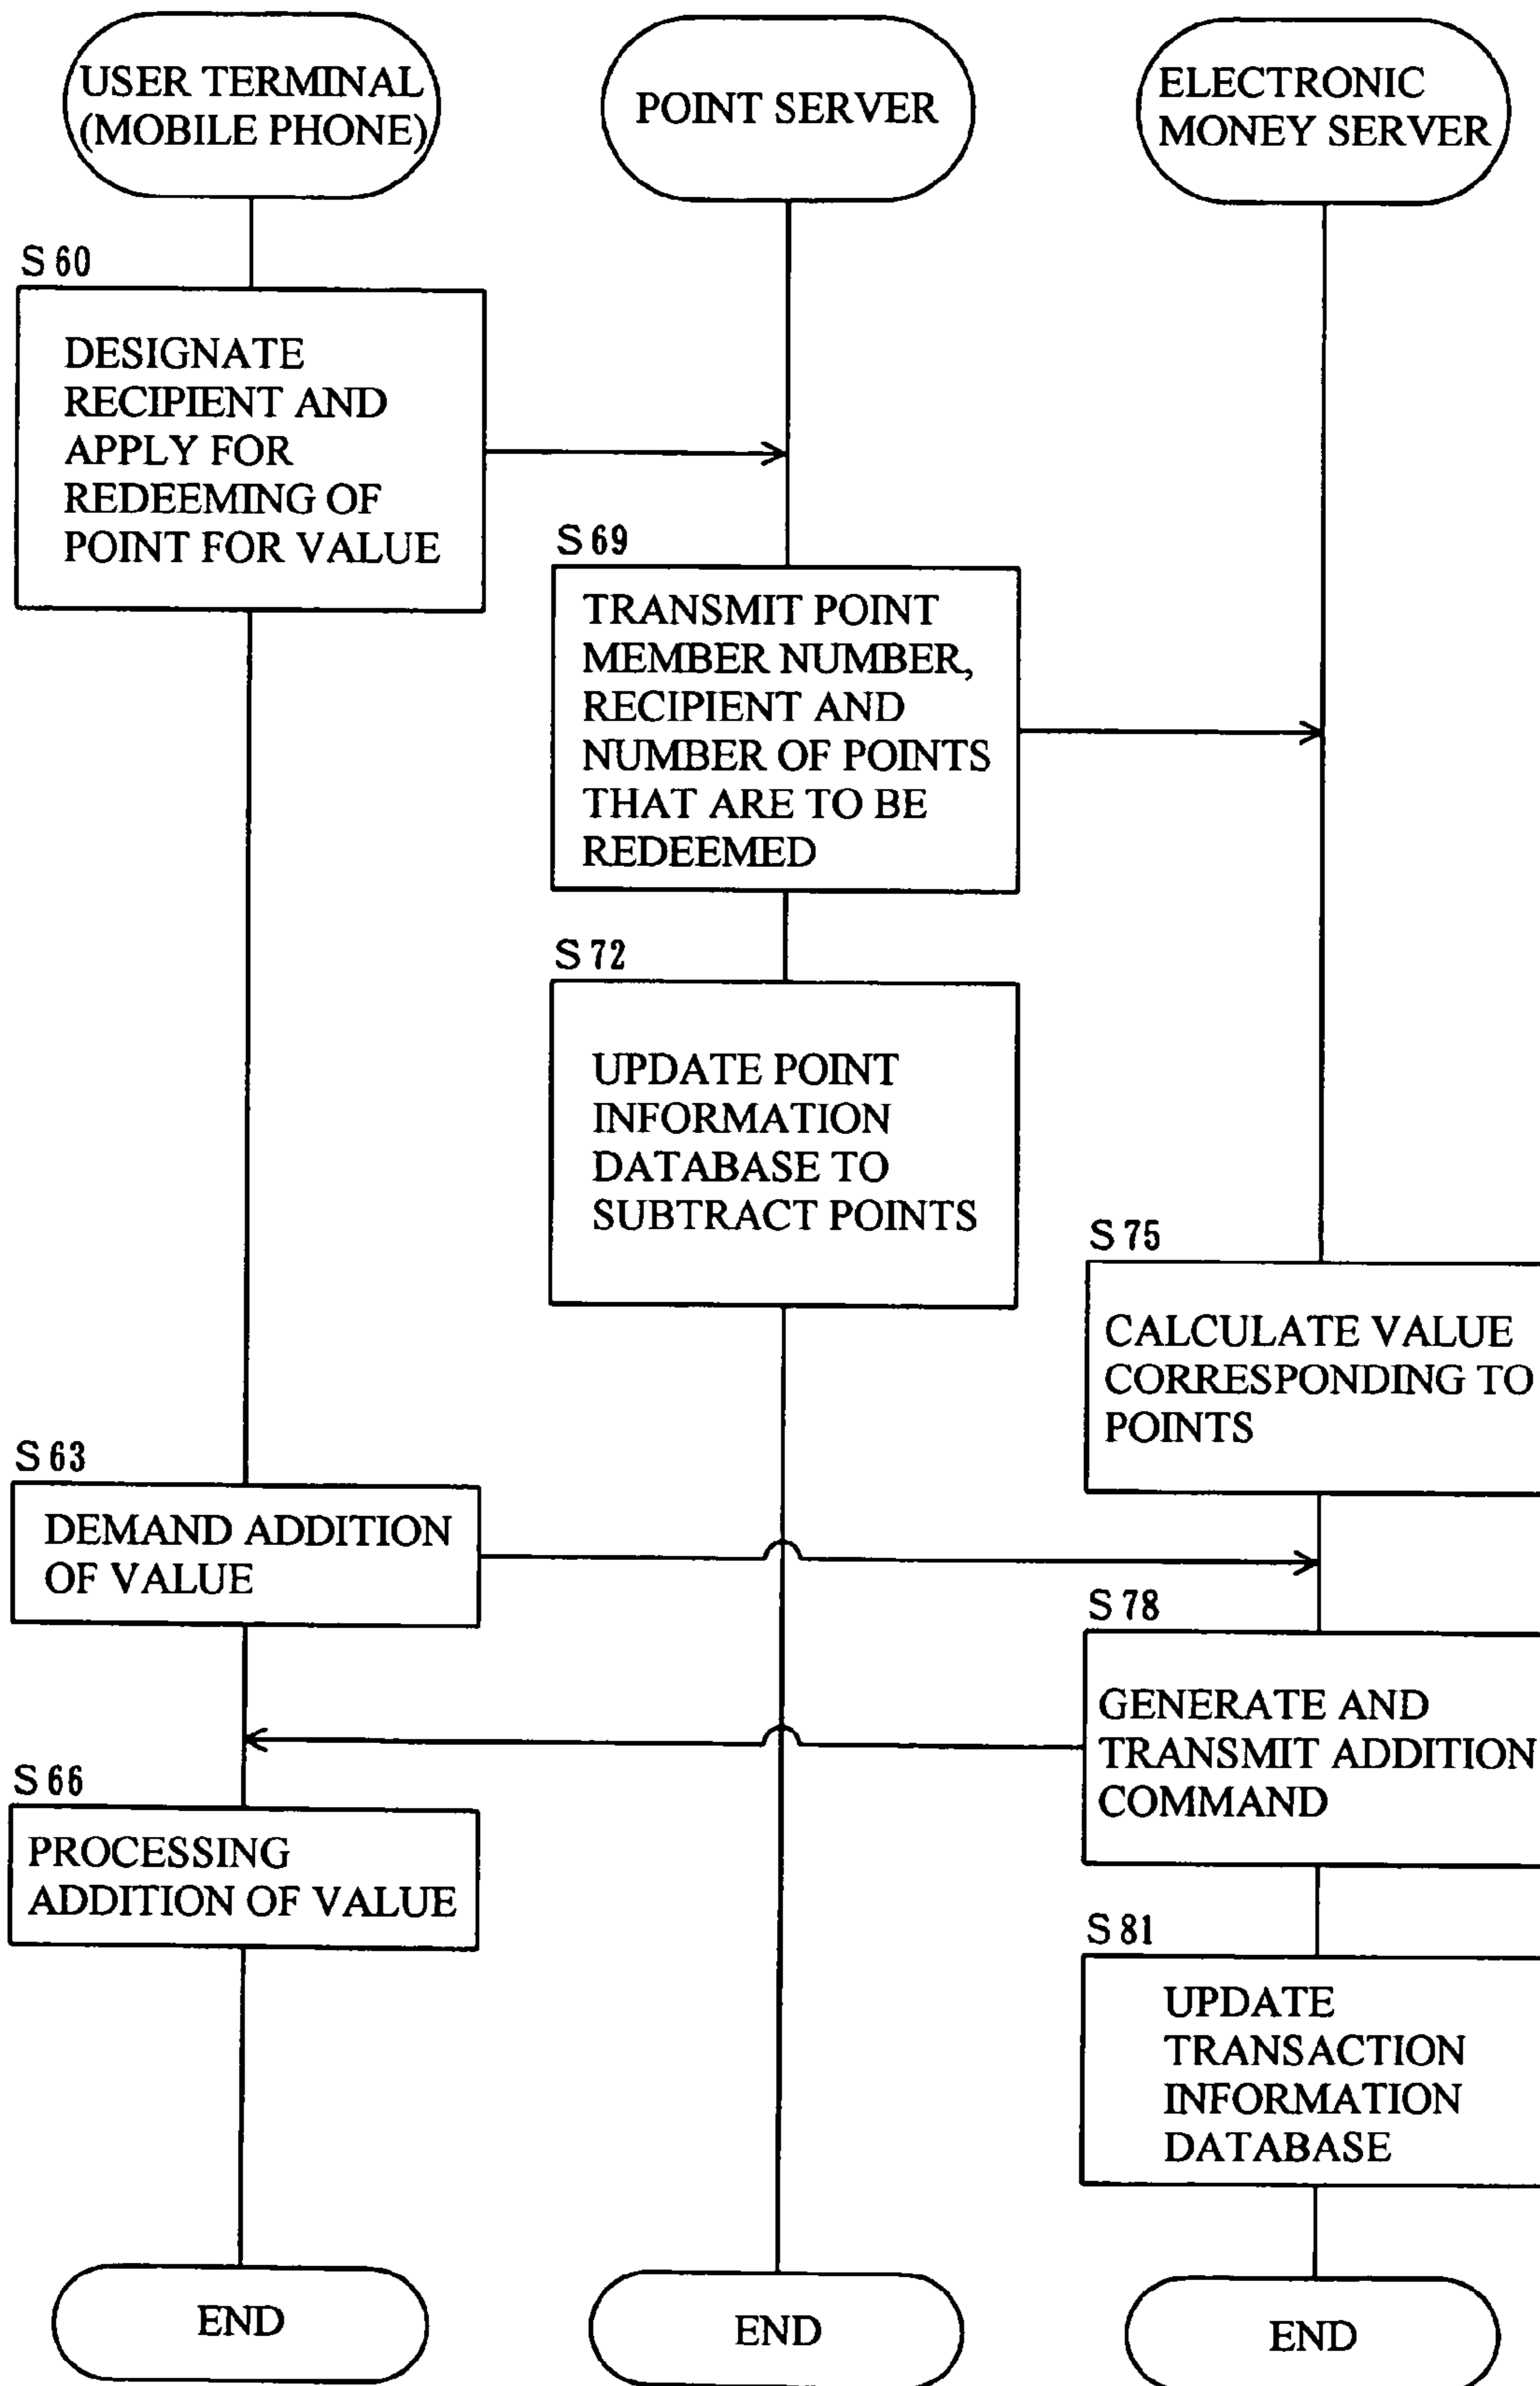 USER TERMINAL
(MOBILE PHONE)
POINT SERVER
ELECTRONIC
MONEY SERVER
S 60
DESIGNATE
RECIPIENT AND
APPLY FOR
REDEEMING OF
POINT FOR VALUE
S 69
TRANSMIT POINT
MEMBER NUMBER,
RECIPIENT AND
NUMBER OF POINTS
THAT ARE TO BE
REDEEMED
S 72
UPDATE POINT
INFORMATION
DATABASE TO
SUBTRACT POINTS
S 75
CALCULATE VALUE
CORRESPONDING TO
POINTS
S 63
DEMAND ADDITION
OF VALUE
S 78
GENERATE AND
TRANSMIT ADDITION
COMMAND
S 66
PROCESSING
ADDITION OF VALUE
S 81
UPDATE
TRANSACTION
INFORMATION
DATABASE
END
END
END